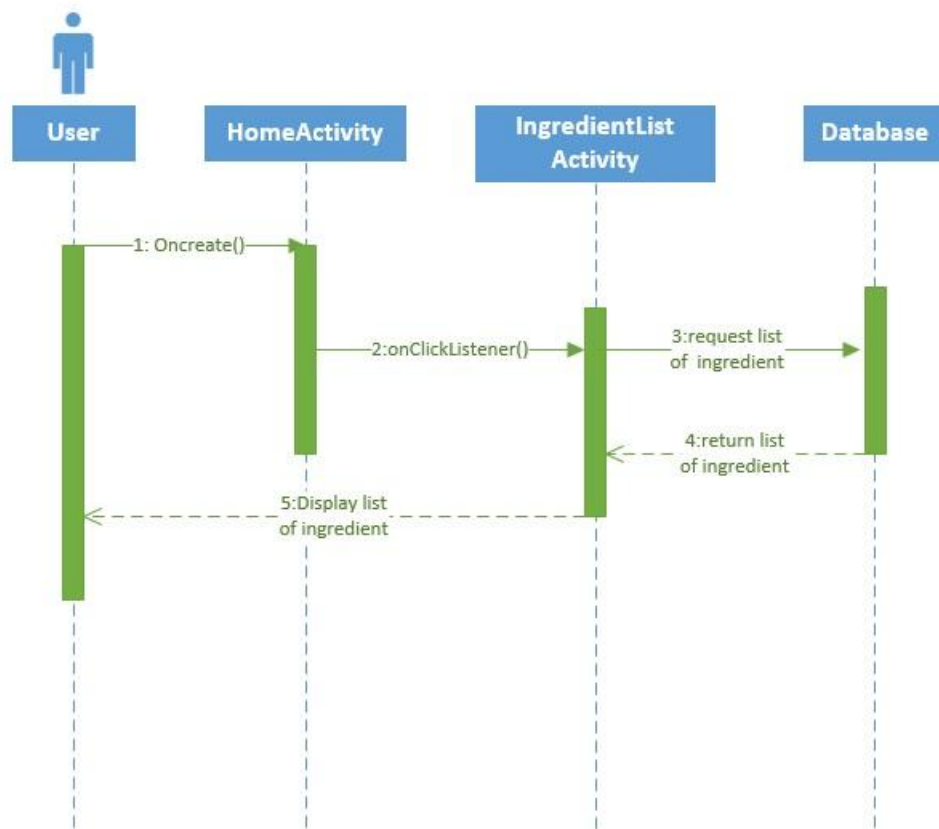 User
HomeActivity
IngredientList
Activity
Database
1: Oncreate()
2:onClickListener()
3:request list
of ingredient
4:return list
of ingredient
5:Display list
of ingredient